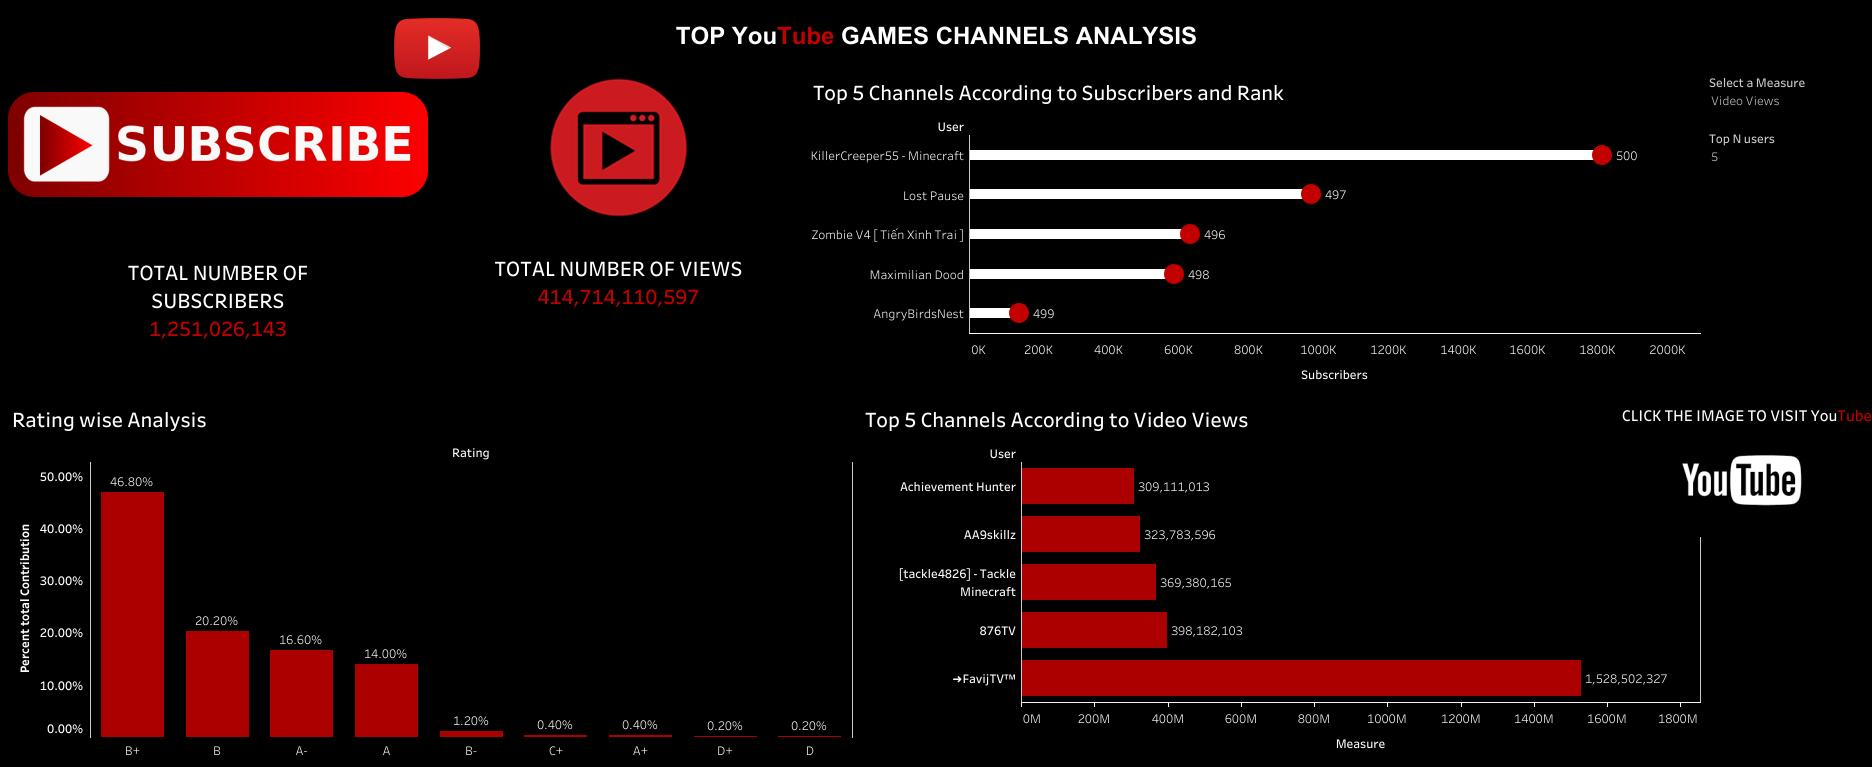 TOP YouTube GAMES CHANNELS ANALYSIS
SUBSCRIBE
TOTAL NUMBER OF
SUBSCRIBERS
1,251,026,143
TOTAL NUMBER OF VIEWS
414,714,110,597
Top 5 Channels According to Subscribers and Rank
User
KillerCreeper55 - Minecraft 500
Lost Pause 497
Zombie V4 [ Tiến Xinh Trai ] 496
Maximilian Dood 498
AngryBirdsNest 499
0K 200K 400K 600K 800K 1000K 1200K 1400K 1600K 1800K 2000K
Subscribers
Select a Measure
Video Views
Top N users
5
Rating wise Analysis
Rating
Percent total Contribution
50.00%
40.00%
30.00%
20.00%
10.00%
0.00%
46.80% 20.20% 16.60% 14.00% 1.20% 0.40% 0.40% 0.20% 0.20%
B+ B A- A B- C+ A+ D+ D
Top 5 Channels According to Video Views
User
Achievement Hunter 309,111,013
AA9skillz 323,783,596
[tackle4826] - Tackle
Minecraft 369,380,165
876TV 398,182,103
➜FavijTV™ 1,528,502,327
0M 200M 400M 600M 800M 1000M 1200M 1400M 1600M 1800M
Measure
CLICK THE IMAGE TO VISIT YouTube
YouTube